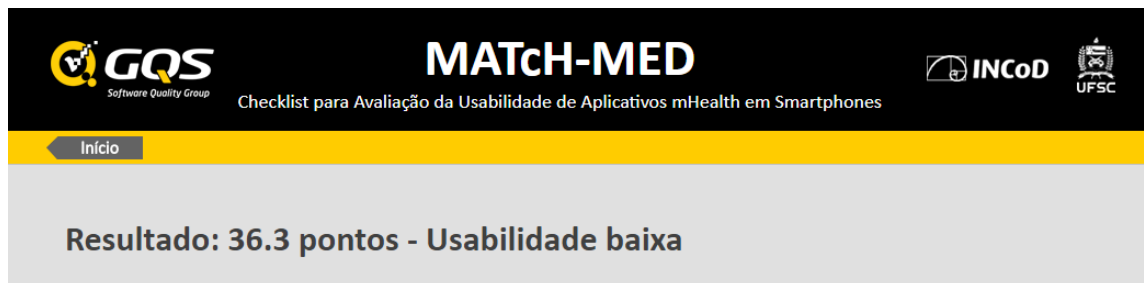 GQS
Software Quality Group
MATcH-MED
Checklist para Avaliação da Usabilidade de Aplicativos mHealth em Smartphones
INCoD
UFSC
Início
Resultado: 36.3 pontos - Usabilidade baixa